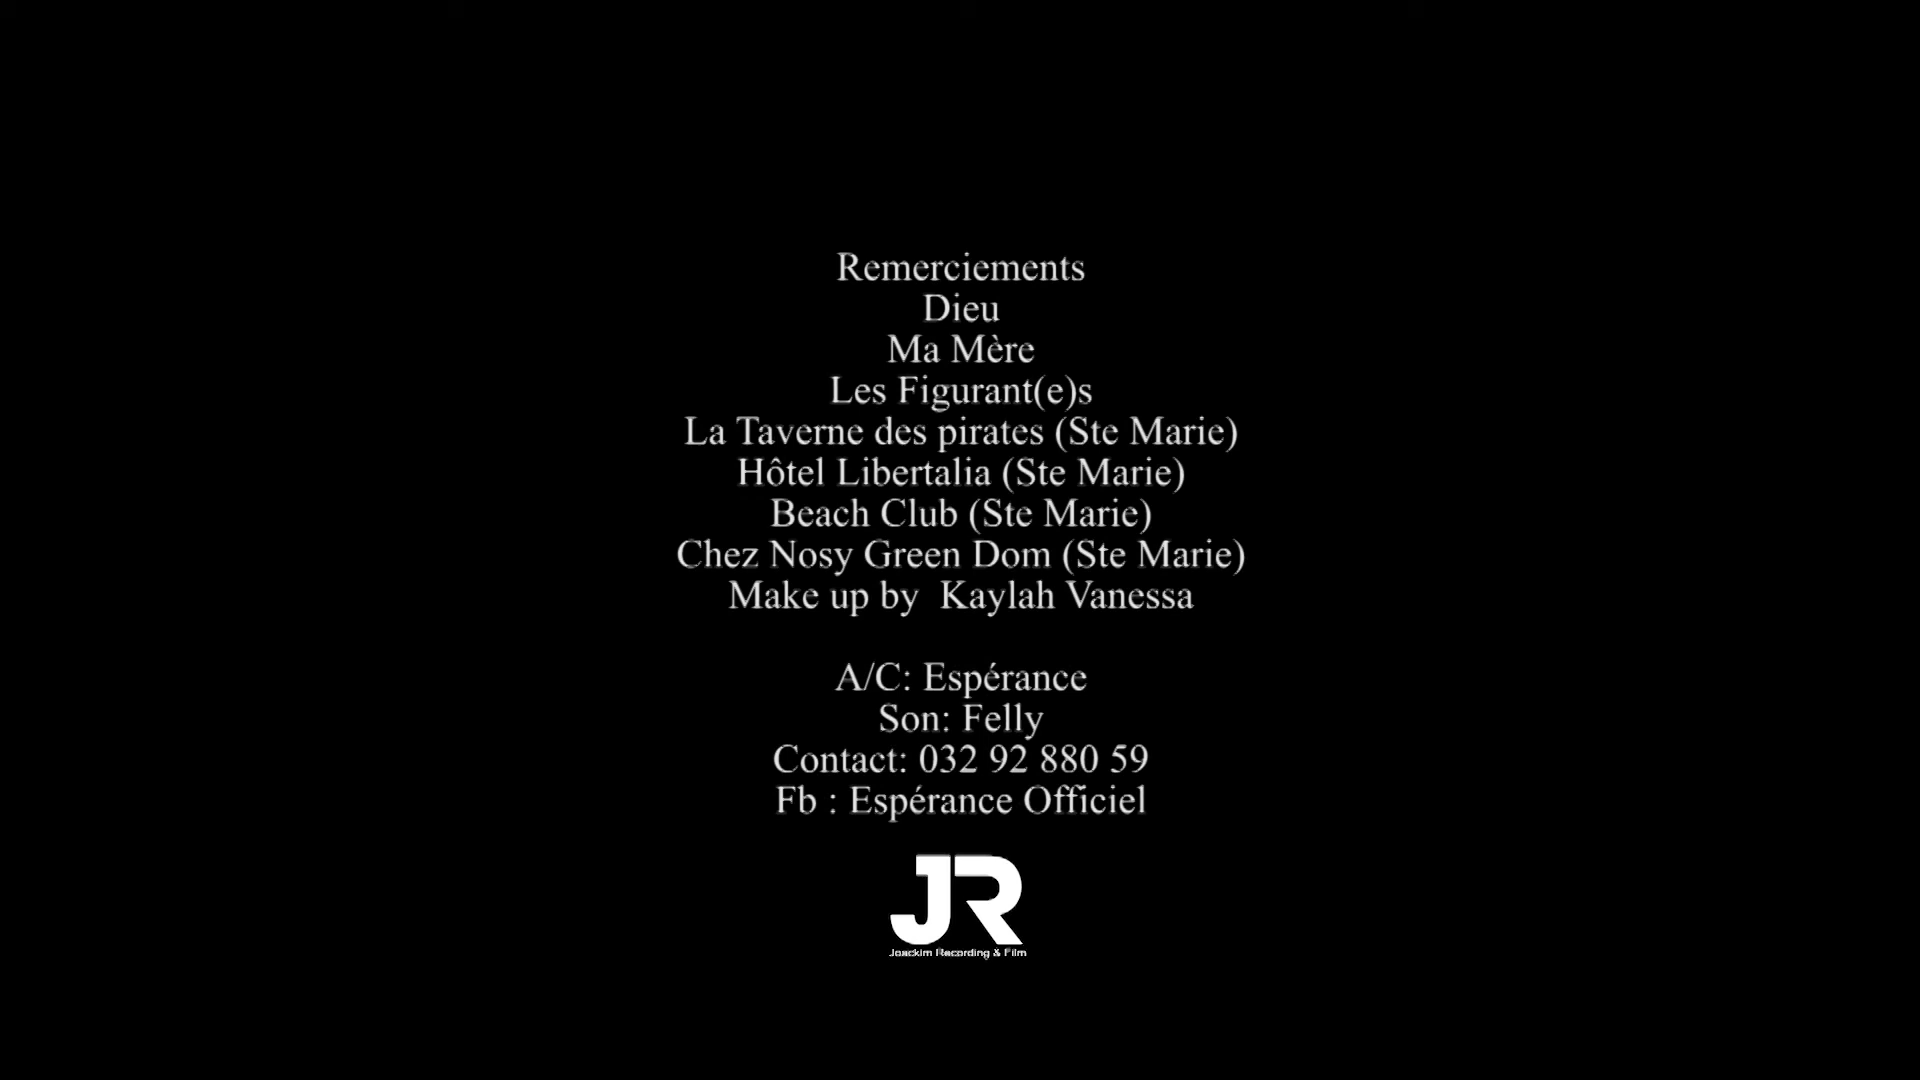 Remerciements
Dieu
Ma Mère
Les Figurant(e)s
La Taverne des pirates (Ste Marie)
Hôtel Libertalia (Ste Marie)
Beach Club (Ste Marie)
Chez Nosy Green Dom (Ste Marie)
Make up by  Kaylah Vanessa
A/C: Espérance
Son: Felly
Contact: 032 92 880 59
Fb : Espérance Officiel
JR
Joackim Recording & Film